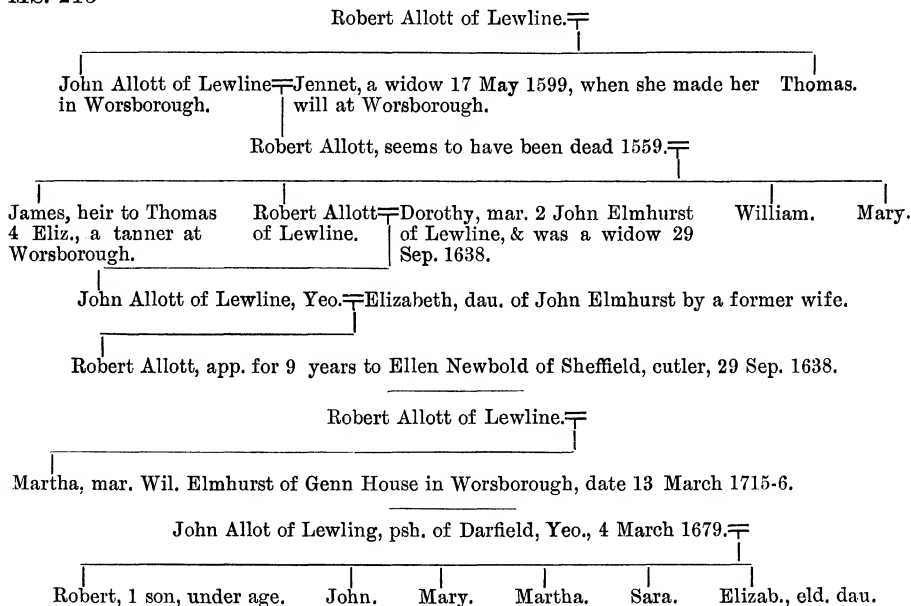 Robert Allott of Lewline.
John Allott of Lewline Jennet, a widow 17 May 1599, when she made her Thomas.
in Worsborough. will at Worsborough.
Robert Allott, seems to have been dead 1559.
James, heir to Thomas Robert Allott Dorothy, mar. 2 John Elmhurst William. Mary.
4 Eliz., a tanner at of Lewline. of Lewline, & was a widow 29
Worsborough. Sep. 1638.
John Allott of Lewline, Yeo. Elizabeth, dau. of John Elmhurst by a former wife.
Robert Allott, app. for 9 years to Ellen Newbold of Sheffield, cutler, 29 Sep. 1638.
Robert Allott of Lewline.
Martha, mar. Wil. Elmhurst of Genn House in Worsborough, date 13 March 1715-6.
John Allot of Lewling, psh. of Darfield, Yeo., 4 March 1679.
Robert, 1 son, under age. John. Mary. Martha. Sara. Elizab., eld. dau.